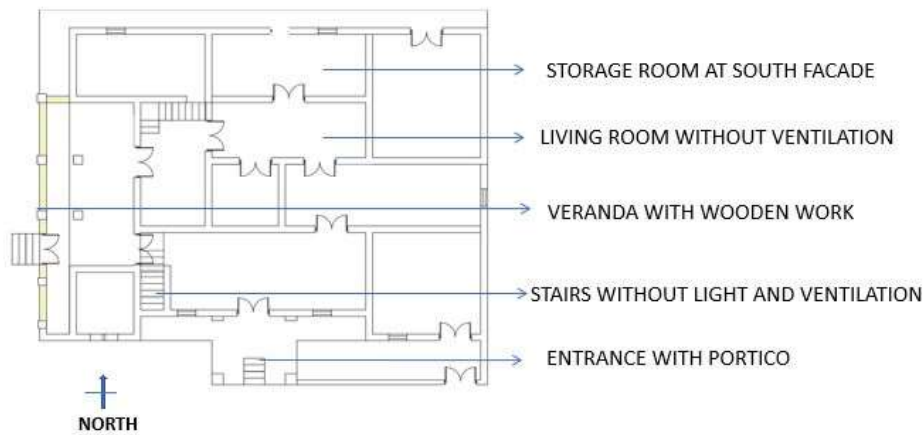 STORAGE ROOM AT SOUTH FACADE
LIVING ROOM WITHOUT VENTILATION
VERANDA WITH WOODEN WORK
STAIRS WITHOUT LIGHT AND VENTILATION
ENTRANCE WITH PORTICO
NORTH